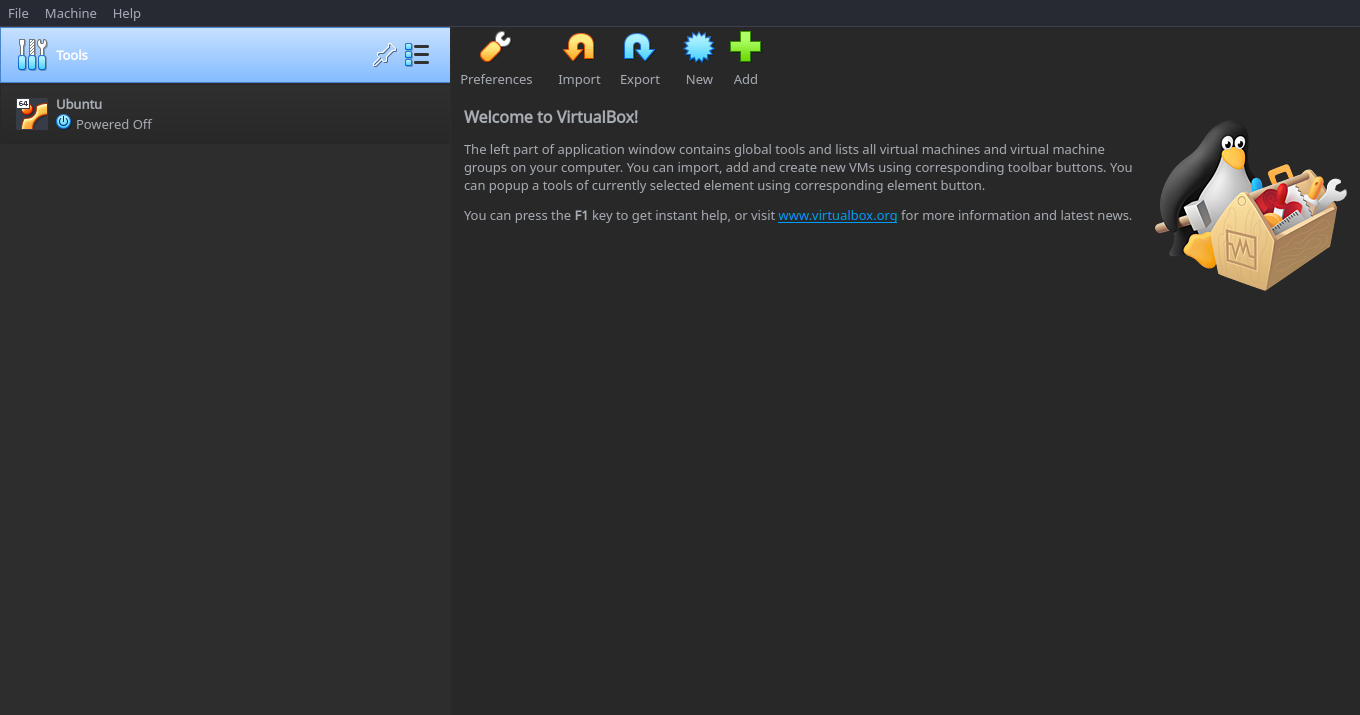 File Machine Help
Tools
64
Ubuntu
Powered Off
Preferences Import Export New Add
Welcome to VirtualBox!
The left part of application window contains global tools and lists all virtual machines and virtual machine
groups on your computer. You can import, add and create new VMs using corresponding toolbar buttons. You
can popup a tools of currently selected element using corresponding element button.
You can press the F1 key to get instant help, or visit www.virtualbox.org for more information and latest news.